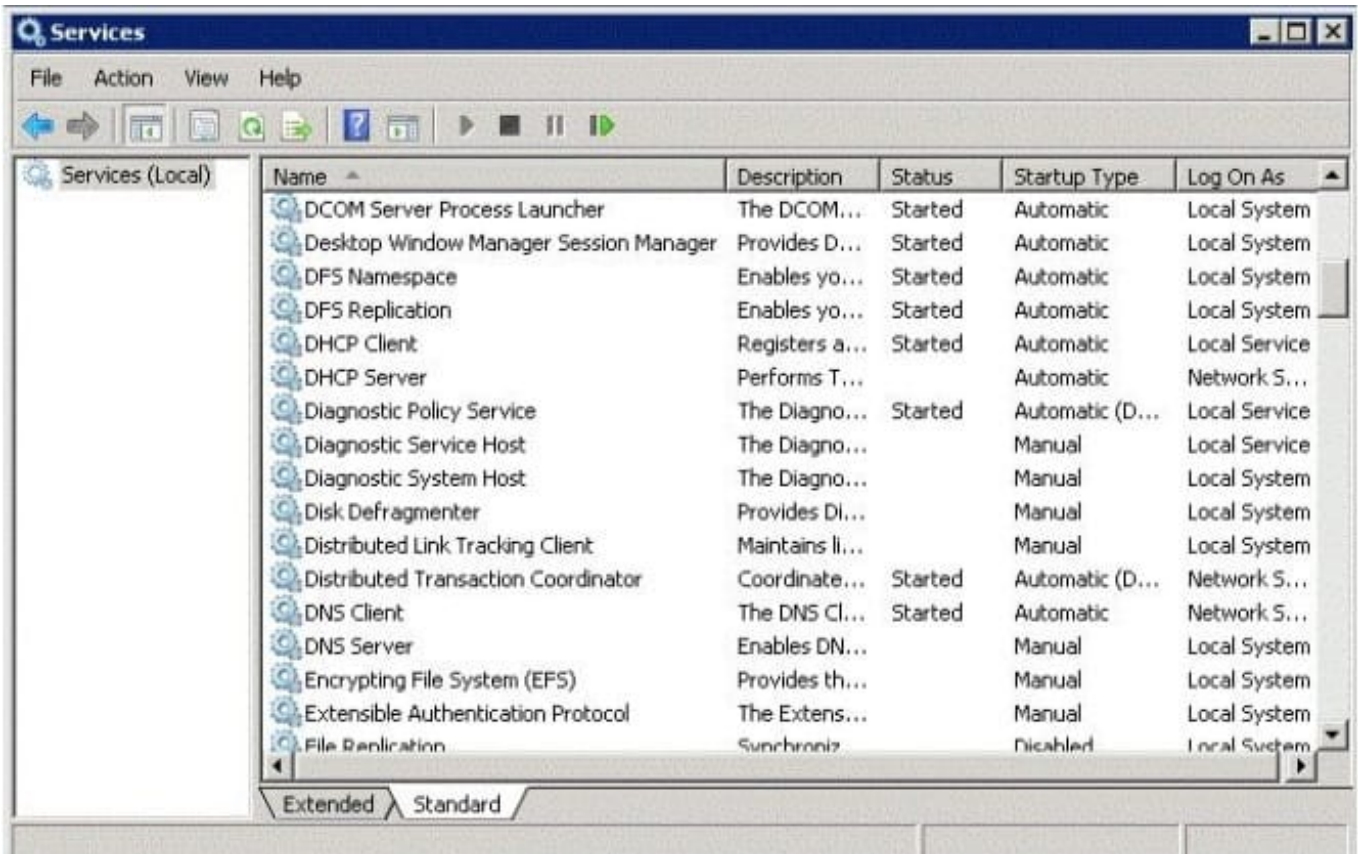 Services
File Action View Help
Services (Local)
Name Description Status Startup Type Log On As
DCOM Server Process Launcher The DCOM... Started Automatic Local System
Desktop Window Manager Session Manager Provides D... Started Automatic Local System
DFS Namespace Enables yo... Started Automatic Local System
DFS Replication Enables yo... Started Automatic Local System
DHCP Client Registers a... Started Automatic Local Service
DHCP Server Performs T... Automatic Network S...
Diagnostic Policy Service The Diagno... Started Automatic (D... Local Service
Diagnostic Service Host The Diagno... Manual Local Service
Diagnostic System Host The Diagno... Manual Local System
Disk Defragmenter Provides Di... Manual Local System
Distributed Link Tracking Client Maintains li... Manual Local System
Distributed Transaction Coordinator Coordinate... Started Automatic (D... Network S...
DNS Client The DNS Cl... Started Automatic Network S...
DNS Server Enables DN... Manual Local System
Encrypting File System (EFS) Provides th... Manual Local System
Extensible Authentication Protocol The Extens... Manual Local System
File Replication Synchroniz Disabled Local System
Extended Standard